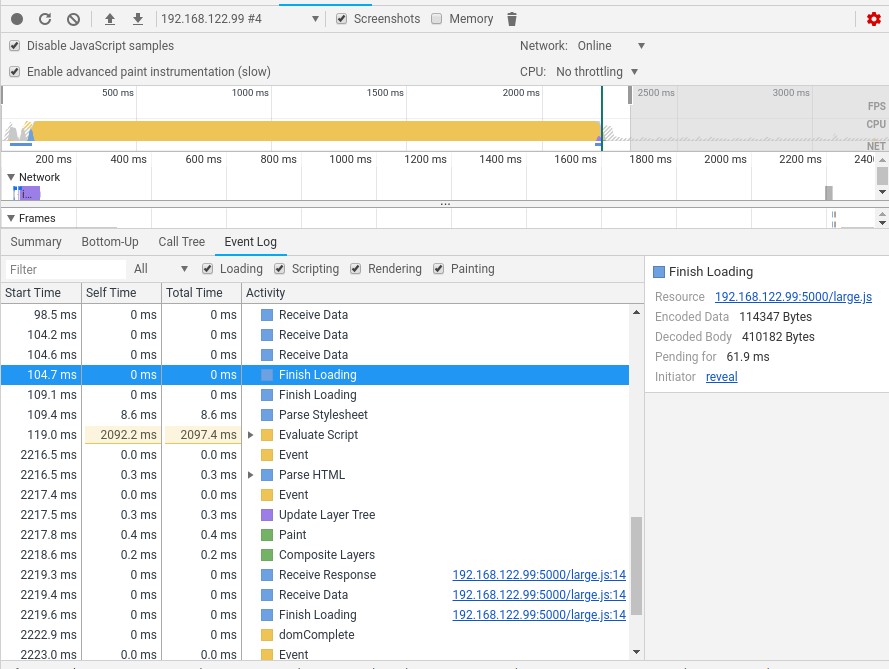 192.168.122.99 #4 Screenshots Memory
Disable JavaScript samples Network: Online
Enable advanced paint instrumentation (slow) CPU: No throttling
500 ms 1000 ms 1500 ms 2000 ms 2500 ms 3000 ms
FPS
CPU
NET
200 ms 400 ms 600 ms 800 ms 1000 ms 1200 ms 1400 ms 1600 ms 1800 ms 2000 ms 2200 ms 240
Network
i...
...
Frames
Summary Bottom-Up Call Tree Event Log
Filter All Loading Scripting Rendering Painting
Start Time Self Time Total Time Activity
98.5 ms 0 ms 0 ms Receive Data
104.2 ms 0 ms 0 ms Receive Data
104.6 ms 0 ms 0 ms Receive Data
104.7 ms 0 ms 0 ms Finish Loading
109.1 ms 0 ms 0 ms Finish Loading
109.4 ms 8.6 ms 8.6 ms Parse Stylesheet
119.0 ms 2092.2 ms 2097.4 ms Evaluate Script
2216.5 ms 0.0 ms 0.0 ms Event
2216.5 ms 0.3 ms 0.3 ms Parse HTML
2217.4 ms 0.0 ms 0.0 ms Event
2217.5 ms 0.3 ms 0.3 ms Update Layer Tree
2217.8 ms 0.4 ms 0.4 ms Paint
2218.6 ms 0.2 ms 0.2 ms Composite Layers
2219.3 ms 0 ms 0 ms Receive Response 192.168.122.99:5000/large.js:14
2219.4 ms 0 ms 0 ms Receive Data 192.168.122.99:5000/large.js:14
2219.6 ms 0 ms 0 ms Finish Loading 192.168.122.99:5000/large.js:14
2222.9 ms 0 ms 0 ms domComplete
2223.0 ms 0 ms 0 ms Event
Finish Loading
Resource 192.168.122.99:5000/large.js
Encoded Data 114347 Bytes
Decoded Body 410182 Bytes
Pending for 61.9 ms
Initiator reveal